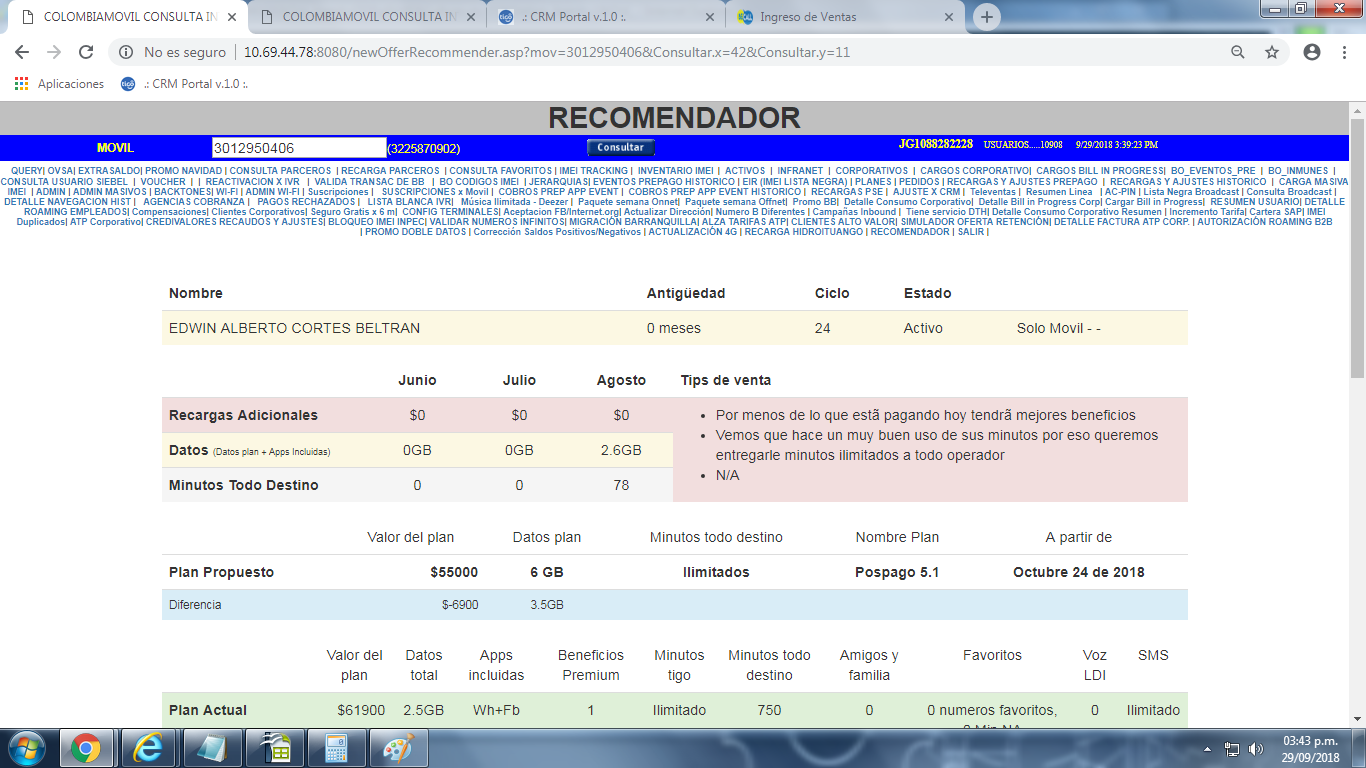 COLOMBIAMOVIL CONSULTA IN
COLOMBIAMOVIL CONSULTA IN
.: CRM Portal v.1.0 :.
Ingreso de Ventas
No es seguro | 10.69.44.78:8080/newOfferRecommender.asp?mov=3012950406&Consultar.x=42&Consultar.y=11
Aplicaciones
.: CRM Portal v.1.0 :.
RECOMENDADOR
MOVIL 3012950406 (3225870902) Consultar JG1088282228 USUARIOS.....10908 9/29/2018 3:39:23 PM
QUERY| OVSA| EXTRASALDO| PROMO NAVIDAD | CONSULTA PARCEROS | RECARGA PARCEROS | CONSULTA FAVORITOS | IMEI TRACKING | INVENTARIO IMEI | ACTIVOS | INFRANET | CORPORATIVOS | CARGOS CORPORATIVO| CARGOS BILL IN PROGRESS| BO_EVENTOS_PRE | BO_INMUNES |
CONSULTA USUARIO SIEBEL | VOUCHER | | REACTIVACION X IVR | VALIDA TRANSAC DE BB | BO CODIGOS IMEI | JERARQUIAS| EVENTOS PREPAGO HISTORICO | EIR (IMEI LISTA NEGRA) | PLANES | PEDIDOS | RECARGAS Y AJUSTES PREPAGO | RECARGAS Y AJUSTES HISTORICO | CARGA MASIVA
IMEI | ADMIN | ADMIN MASIVOS | BACKTONES| WI-FI | ADMIN WI-FI | Suscripciones | SUSCRIPCIONES x Movil | COBROS PREP APP EVENT | COBROS PREP APP EVENT HISTORICO | RECARGAS PSE | AJUSTE X CRM | Televentas | Resumen Linea | AC-PIN | Lista Negra Broadcast | Consulta Broadcast |
DETALLE NAVEGACION HIST | AGENCIAS COBRANZA | PAGOS RECHAZADOS | LISTA BLANCA IVR| Música Ilimitada - Deezer | Paquete semana Onnet| Paquete semana Offnet| Promo BB| Detalle Consumo Corporativo| Detalle Bill in Progress Corp| Cargar Bill in Progress| RESUMEN USUARIO| DETALLE
ROAMING EMPLEADOS| Compensaciones| Clientes Corporativos| Seguro Gratis x 6 m| CONFIG TERMINALES| Aceptacion FB/Internet.org| Actualizar Dirección| Numero B Diferentes | Campañas Inbound | Tiene servicio DTH| Detalle Consumo Corporativo Resumen | Incremento Tarifa| Cartera SAP| IMEI
Duplicados| ATP Corporativo| CREDIVALORES RECAUDOS Y AJUSTES| BLOQUEO IMEI INPEC| VALIDAR NUMEROS INFINITOS| MIGRACIÓN BARRANQUILLA| ALZA TARIFAS ATP| CLIENTES ALTO VALOR| SIMULADOR OFERTA RETENCIÓN| DETALLE FACTURA ATP CORP. | AUTORIZACIÓN ROAMING B2B
| PROMO DOBLE DATOS | Corrección Saldos Positivos/Negativos | ACTUALIZACIÓN 4G | RECARGA HIDROITUANGO | RECOMENDADOR | SALIR |
Nombre Antigüedad Ciclo Estado
EDWIN ALBERTO CORTES BELTRAN 0 meses 24 Activo Solo Movil - -
Junio Julio Agosto Tips de venta
Recargas Adicionales $0 $0 $0
Datos (Datos plan + Apps Incluidas) 0GB 0GB 2.6GB
Minutos Todo Destino 0 0 78
• Por menos de lo que estã pagando hoy tendrã mejores beneficios
• Vemos que hace un muy buen uso de sus minutos por eso queremos
entregarle minutos ilimitados a todo operador
• N/A
Valor del plan Datos plan Minutos todo destino Nombre Plan A partir de
Plan Propuesto $55000 6 GB Ilimitados Pospago 5.1 Octubre 24 de 2018
Diferencia $-6900 3.5GB
Valor del plan Datos total Apps incluidas Beneficios Premium Minutos tigo Minutos todo destino Amigos y familia Favoritos Voz LDI SMS
Plan Actual $61900 2.5GB Wh+Fb 1 Ilimitado 750 0 0 numeros favoritos, 0 Ilimitado
03:43 p.m.
29/09/2018